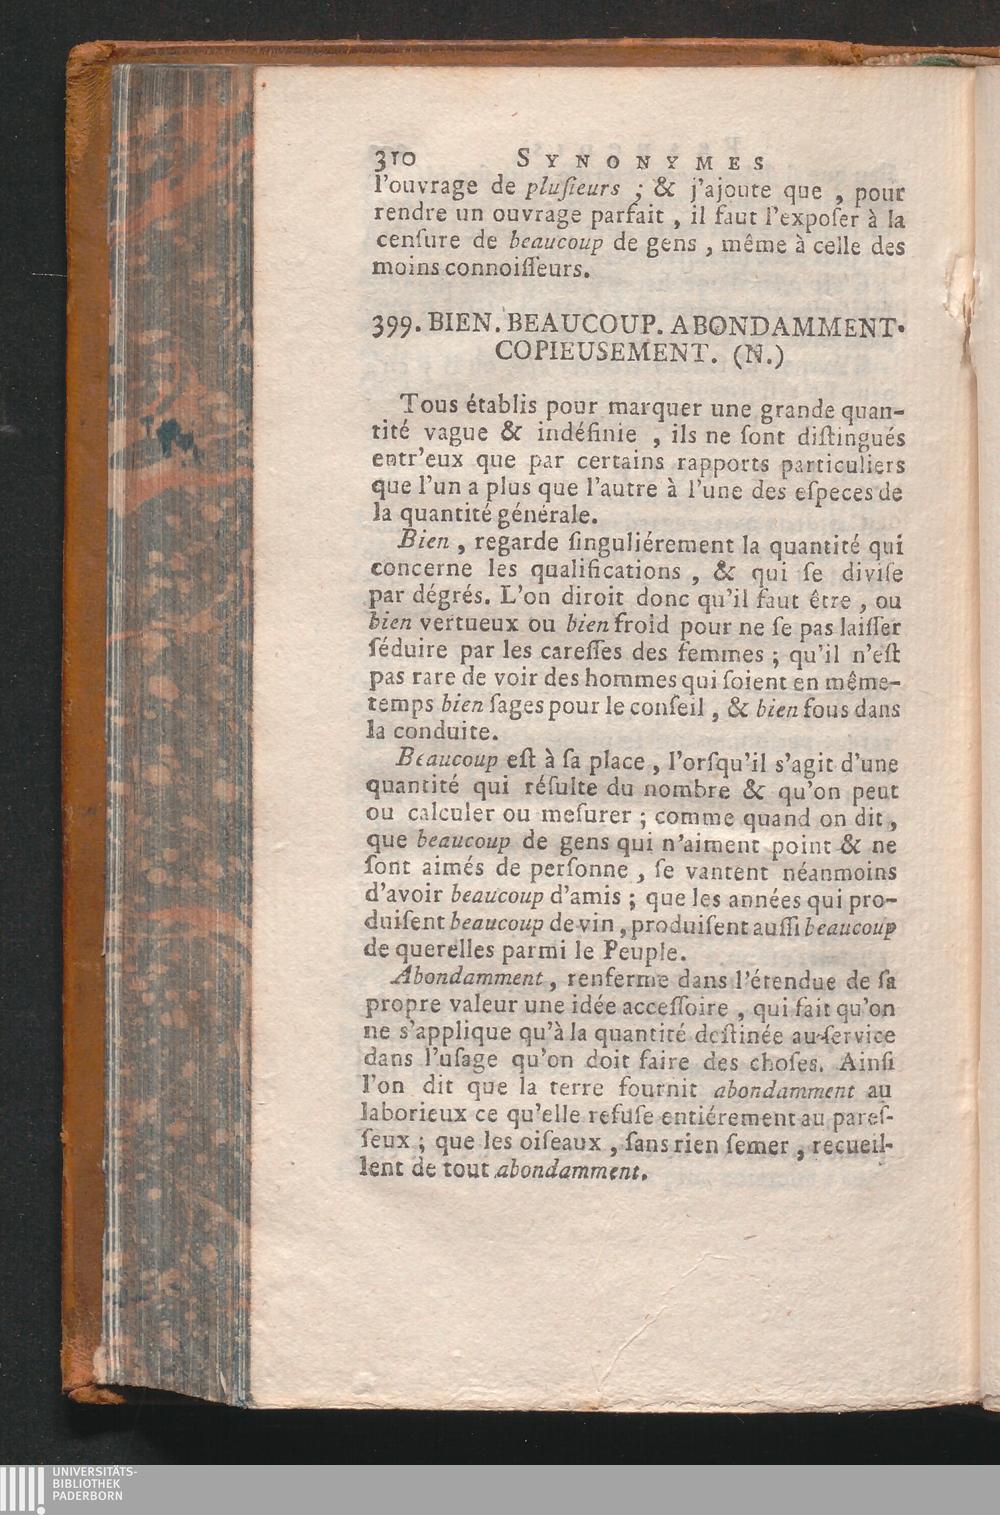 310 SYNONYMES
l'ouvrage de pluſieurs ; & j'ajoute que , pour
rendre un ouvrage parfait , il faut l'expoſer à la
cenſure de beaucoup de gens , même à celle des
moins connoiſſeurs.
399. BIEN. BEAUCOUP. ABONDAMMENT.
COPIEUSEMENT. (N.)
Tous établis pour marquer une grande quan-
tité vague & indéfinie , ils ne ſont diſtingués
entr'eux que par certains rapports particuliers
que l'un a plus que l'autre à l'une des eſpeces de
la quantité générale.
Bien , regarde ſinguliérement la quantité qui
concerne les qualifications , & qui ſe diviſe
par dégrés. L'on diroit donc qu'il faut être , ou
bien vertueux ou bien froid pour ne ſe pas laiſſer
ſéduire par les careſſes des femmes ; qu'il n'eſt
pas rare de voir des hommes qui ſoient en même-
temps bien ſages pour le conſeil , & bien fous dans
la conduite.
Beaucoup eſt à ſa place , l'orſqu'il s'agit d'une
quantité qui réſulte du nombre & qu'on peut
ou calculer ou meſurer ; comme quand on dit ,
que beaucoup de gens qui n'aiment point & ne
ſont aimés de perſonne , ſe vantent néanmoins
d'avoir beaucoup d'amis ; que les années qui pro-
duiſent beaucoup de vin , produiſent auſſi beaucoup
de querelles parmi le Peuple.
Abondamment , renferme dans l'étendue de ſa
propre valeur une idée acceſſoire , qui fait qu'on
ne s'applique qu'à la quantité deſtinée au ſervice
dans l'uſage qu'on doit faire des choſes. Ainſi
l'on dit que la terre fournit abondamment au
laborieux ce qu'elle refuſe entiérement au pareſ-
ſeux ; que les oiſeaux , ſans rien ſemer , recueil-
lent de tout abondamment.
UNIVERSITÄTS-
BIBLIOTHEK
PADERBORN